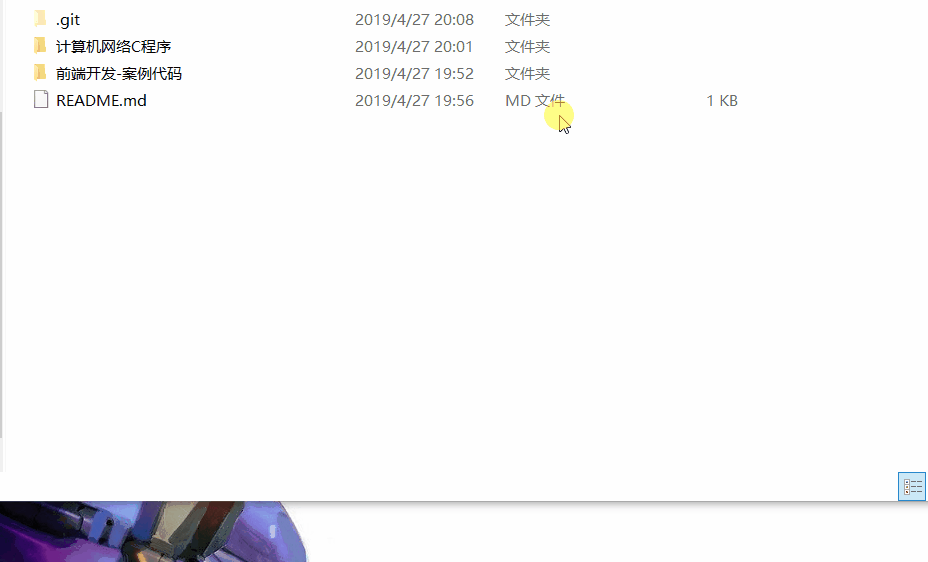 .git 2019/4/27 20:08 文件夹
计算机网络C程序 2019/4/27 20:01 文件夹
前端开发-案例代码 2019/4/27 19:52 文件夹
README.md 2019/4/27 19:56 MD 文件 1 KB